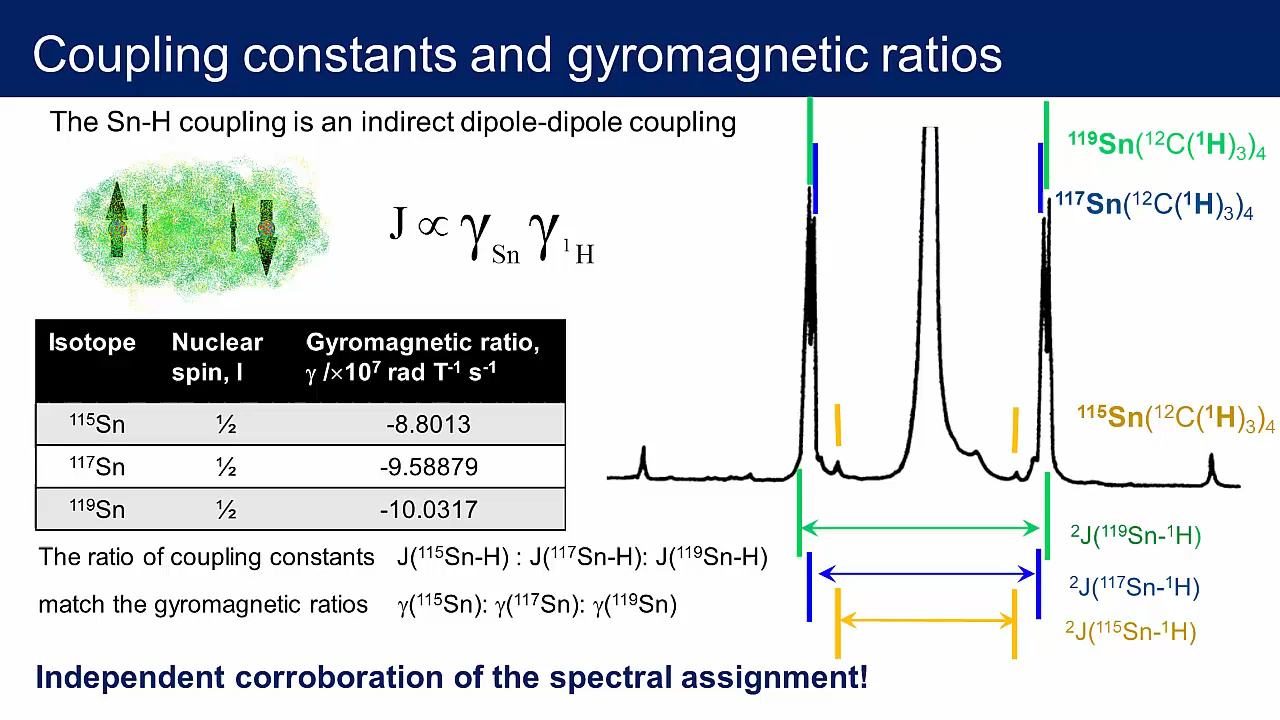 Coupling constants and gyromagnetic ratios
The Sn-H coupling is an indirect dipole-dipole coupling
J ∝ γ Sn γ ¹H
¹¹⁹Sn(¹²C(¹H)₃)₄
¹¹⁷Sn(¹²C(¹H)₃)₄
¹¹⁵Sn(¹²C(¹H)₃)₄
Isotope Nuclear spin, I Gyromagnetic ratio, γ /×10⁷ rad T⁻¹ s⁻¹
¹¹⁵Sn ½ -8.8013
¹¹⁷Sn ½ -9.58879
¹¹⁹Sn ½ -10.0317
The ratio of coupling constants J(¹¹⁵Sn-H) : J(¹¹⁷Sn-H): J(¹¹⁹Sn-H)
match the gyromagnetic ratios γ(¹¹⁵Sn): γ(¹¹⁷Sn): γ(¹¹⁹Sn)
²J(¹¹⁹Sn-¹H)
²J(¹¹⁷Sn-¹H)
²J(¹¹⁵Sn-¹H)
Independent corroboration of the spectral assignment!